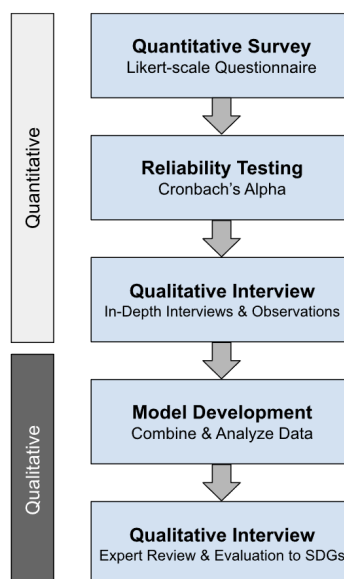 Quantitative
Quantitative Survey
Likert-scale Questionnaire
Reliability Testing
Cronbach's Alpha
Qualitative Interview
In-Depth Interviews & Observations
Qualitative
Model Development
Combine & Analyze Data
Qualitative Interview
Expert Review & Evaluation to SDGs